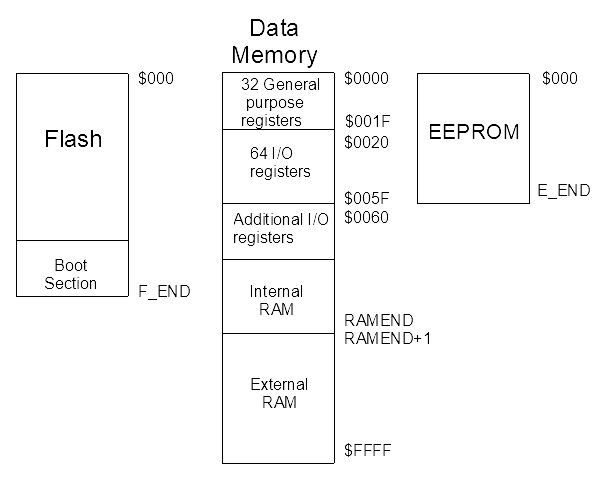 Data
Memory
$000
Flash
Boot
Section
F_END
32 General
purpose
registers
$0000
$001F
$0020
64 I/O
registers
$005F
$0060
Additional I/O
registers
Internal
RAM
RAMEND
RAMEND+1
External
RAM
$FFFF
$000
EEPROM
E_END